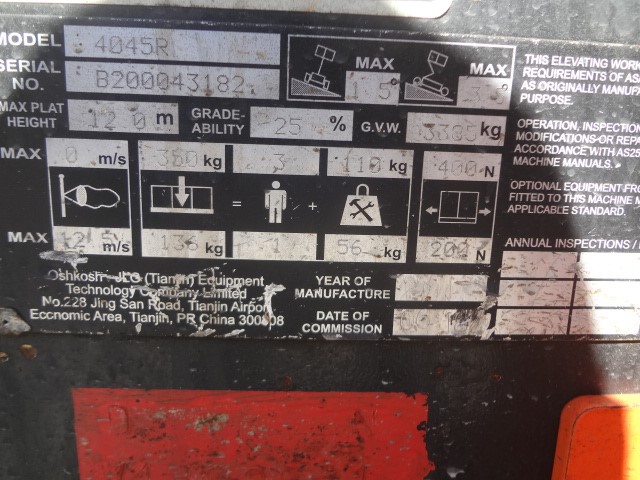 MODEL 4045R
SERIAL NO. B200043182
MAX MAX
1.5°
MAX PLAT HEIGHT 12.0 m GRADE-ABILITY 25 % G.V.W. kg
MAX 0 m/s 350 kg 3 110 kg 400 N
= +
MAX 12.5 m/s 136 kg 1 56 kg 200 N
Oshkosh - JLG (Tianjin) Equipment
Technology Company Limited
No.228 Jing San Road, Tianjin Airport
Economic Area, Tianjin, PR China 300308
YEAR OF MANUFACTURE
DATE OF COMMISSION
THIS ELEVATING WORK
REQUIREMENTS OF AS
AS ORIGINALLY MANUFA
PURPOSE.
OPERATION, INSPECTION
MODIFICATIONS OR REPA
ACCORDANCE WITH AS25
MACHINE MANUALS.
OPTIONAL EQUIPMENT FR
FITTED TO THIS MACHINE M
APPLICABLE STANDARD.
ANNUAL INSPECTIONS /